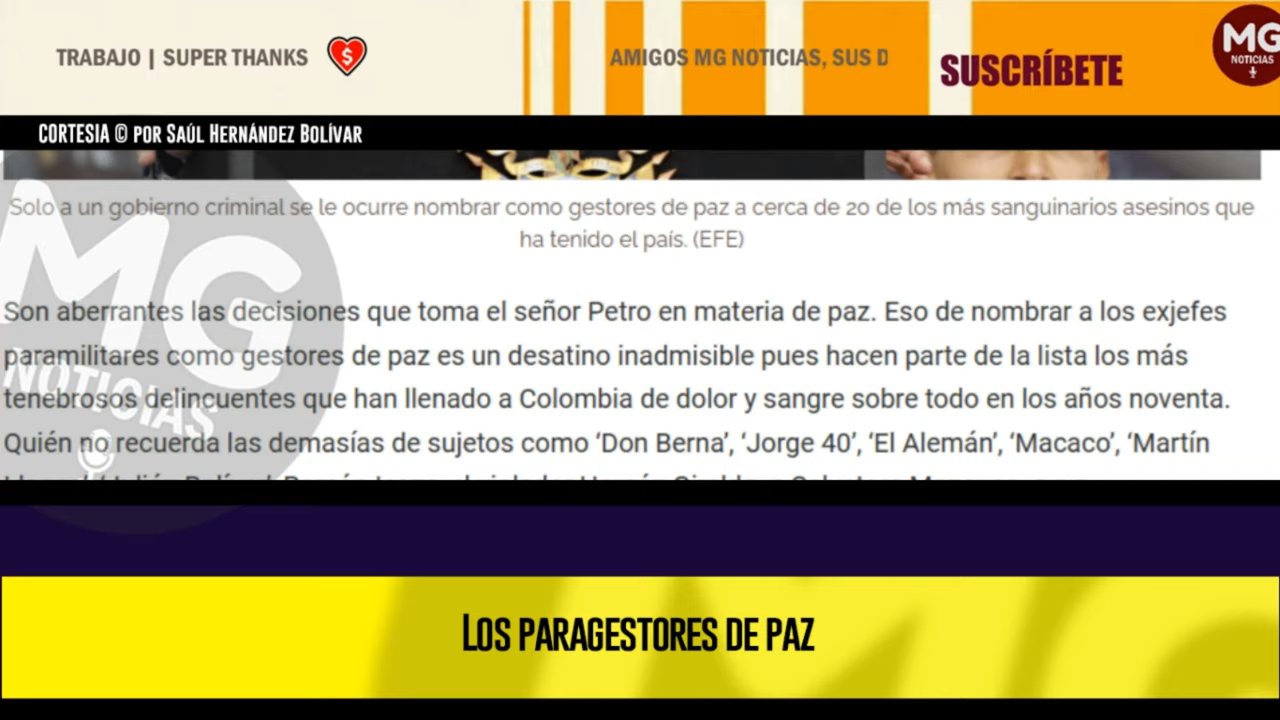 TRABAJO | SUPER THANKS
$
AMIGOS MG NOTICIAS, SUS D
SUSCRÍBETE
MG
NOTICIAS
CORTESIA © POR SAÚL HERNÁNDEZ BOLÍVAR
Solo a un gobierno criminal se le ocurre nombrar como gestores de paz a cerca de 20 de los más sanguinarios asesinos que
ha tenido el país. (EFE)
MG
NOTICIAS
Son aberrantes las decisiones que toma el señor Petro en materia de paz. Eso de nombrar a los exjefes
paramilitares como gestores de paz es un desatino inadmisible pues hacen parte de la lista los más
tenebrosos delincuentes que han llenado a Colombia de dolor y sangre sobre todo en los años noventa.
Quién no recuerda las demasías de sujetos como ‘Don Berna’, ‘Jorge 40’, ‘El Alemán’, ‘Macaco’, ‘Martín
LOS PARAGESTORES DE PAZ